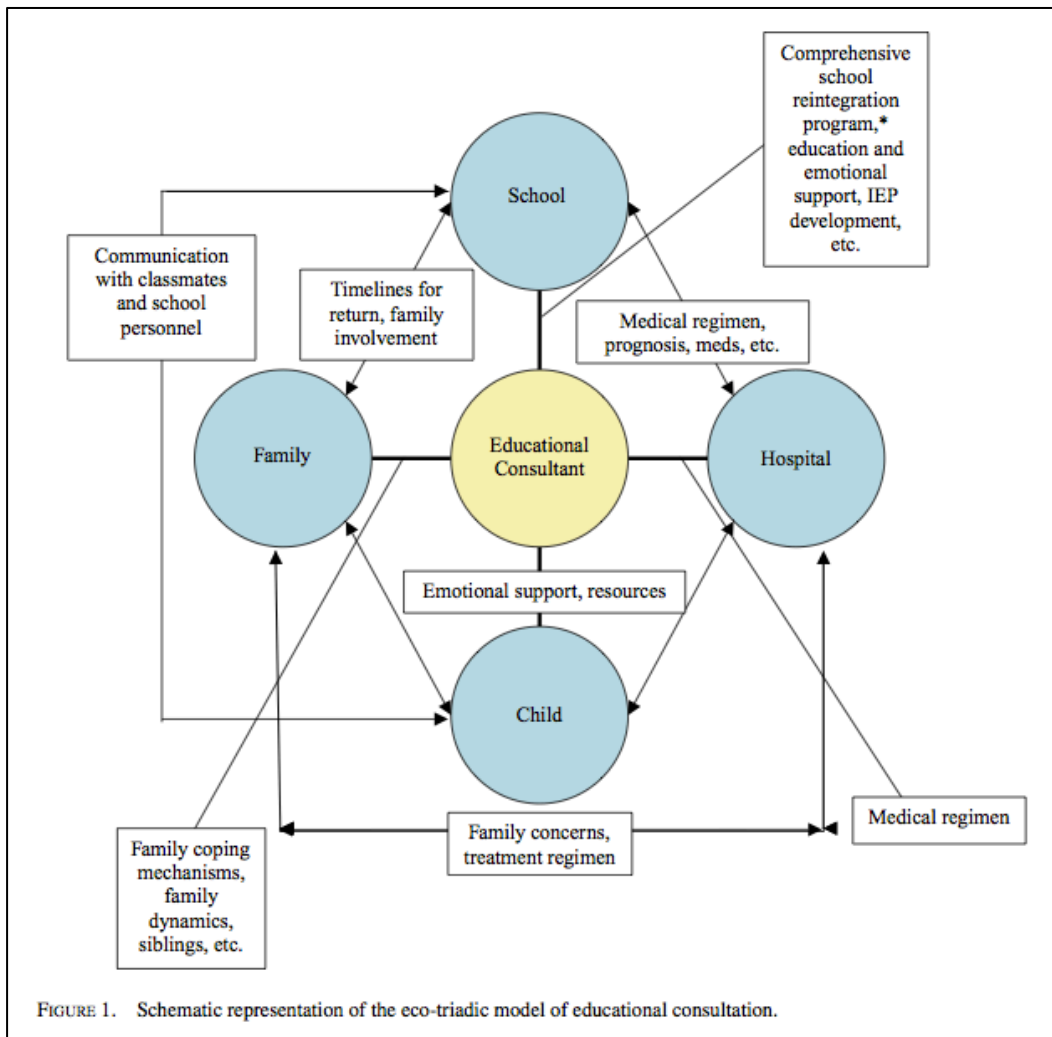 Comprehensive
school
reintegration
program,*
education and
emotional
support, IEP
development,
etc.
School
Communication
with classmates
and school
personnel
Timelines for
return, family
involvement
Medical regimen,
prognosis, meds, etc.
Family
Educational
Consultant
Hospital
Emotional support, resources
Child
Family coping
mechanisms,
family
dynamics,
siblings, etc.
Family concerns,
treatment regimen
Medical regimen
FIGURE 1. Schematic representation of the eco-triadic model of educational consultation.